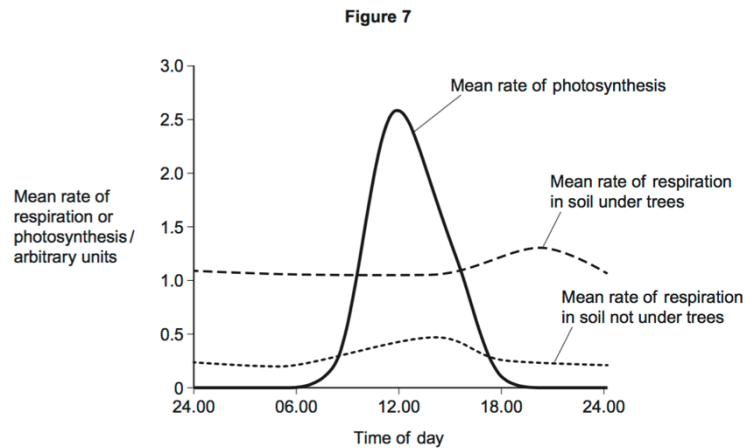 Figure 7
3.0
Mean rate of photosynthesis
2.5
2.0
Mean rate of
respiration or
photosynthesis/
arbitrary units
Mean rate of respiration
in soil under trees
1.5
1.0
Mean rate of respiration
in soil not under trees
0.5
0
24.00 06.00 12.00 18.00 24.00
Time of day